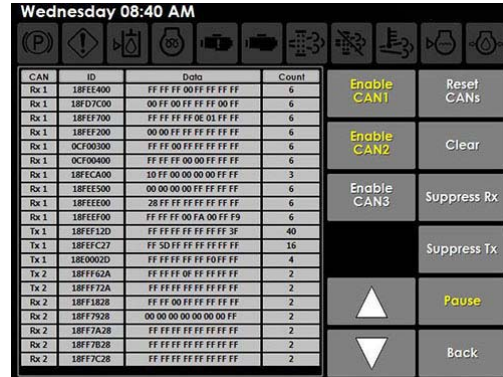 Wednesday 08:40 AM
(P)
CAN ID Data Count
Rx 1 18FEE400 FF FF FF 00 FF FF FF FF 6
Rx 1 18FD7C00 00 FF 00 FF FF FF 00 FF 6
Rx 1 18FEF700 FF FF FF FF 0E 01 FF FF 6
Rx 1 18FEF200 00 00 FF FF FF FF FF FF 6
Rx 1 0CF00300 FF FF 00 FF FF FF FF FF 6
Rx 1 0CF00400 FF FF FF 00 00 FF FF FF 6
Rx 1 18FECA00 10 FF 00 00 00 00 FF FF 3
Rx 1 18FEE500 00 00 00 00 FF FF FF FF 6
Rx 1 18FEEE00 28 FF FF FF FF FF FF FF 6
Rx 1 18FEEF00 FF FF FF 00 FA 00 FF F9 6
Tx 1 18FEF12D FF FF FF FF FF FF FF 3F 40
Tx 1 18FEFC27 FF 5D FF FF FF FF FF FF 16
Tx 1 18E0002D FF FF FF FF FF F0 FF FF 4
Tx 2 18FFF62A FF FF FF 0F FF FF FF FF 2
Tx 2 18FFF72A FF FF FF FF FF FF FF FF 2
Rx 2 18FF1828 FF FF 00 FF FF FF FF FF 2
Rx 2 18FF7928 00 00 00 00 00 00 00 FF 2
Rx 2 18FF7A28 FF FF FF FF FF FF FF FF 2
Rx 2 18FF7B28 FF FF FF FF FF FF FF FF 2
Rx 2 18FF7C28 FF FF FF FF FF FF FF FF 2
Enable
CAN1
Reset
CANs
Enable
CAN2
Clear
Enable
CAN3
Suppress Rx
Suppress Tx
Pause
Back